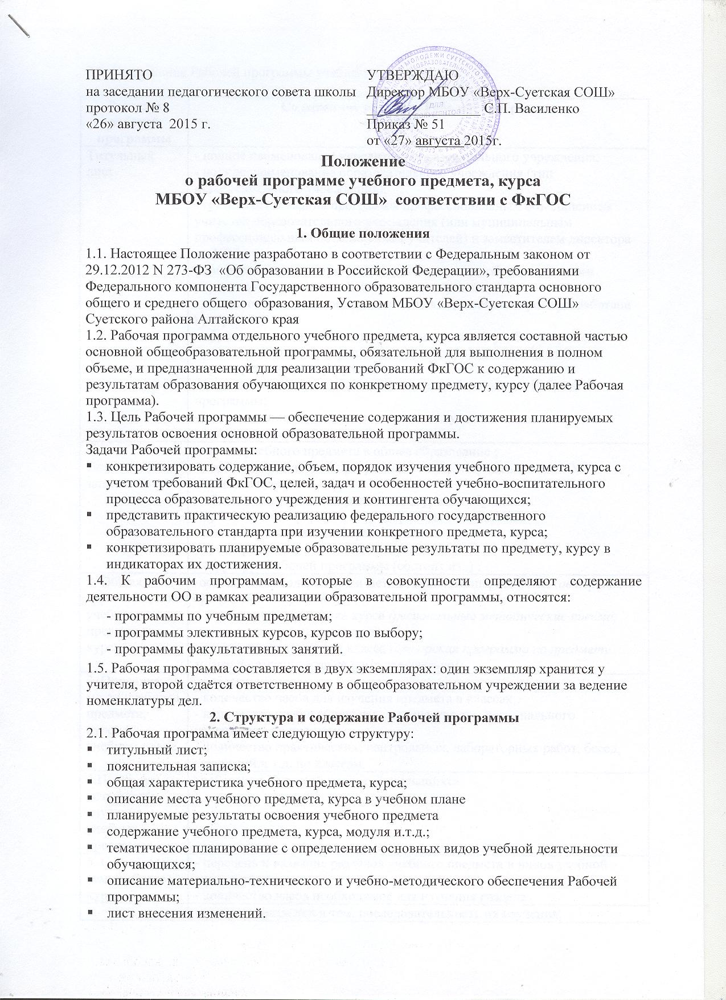 ПРИНЯТО
на заседании педагогического совета школы
протокол № 8
«26» августа 2015 г.
УТВЕРЖДАЮ
Директор МБОУ «Верх-Суетская СОШ»
С.П. Василенко
Приказ № 51
от «27» августа 2015г.
ДЛЯ
ДОКУМЕНТОВ
Положение
о рабочей программе учебного предмета, курса
МБОУ «Верх-Суетская СОШ» соответствии с ФкГОС
1. Общие положения
1.1. Настоящее Положение разработано в соответствии с Федеральным законом от
29.12.2012 N 273-ФЗ «Об образовании в Российской Федерации», требованиями
Федерального компонента Государственного образовательного стандарта основного
общего и среднего общего образования, Уставом МБОУ «Верх-Суетская СОШ»
Суетского района Алтайского края
1.2. Рабочая программа отдельного учебного предмета, курса является составной частью
основной общеобразовательной программы, обязательной для выполнения в полном
объеме, и предназначенной для реализации требований ФкГОС к содержанию и
результатам образования обучающихся по конкретному предмету, курсу (далее Рабочая
программа).
1.3. Цель Рабочей программы — обеспечение содержания и достижения планируемых
результатов освоения основной образовательной программы.
Задачи Рабочей программы:
▪ конкретизировать содержание, объем, порядок изучения учебного предмета, курса с
учетом требований ФкГОС, целей, задач и особенностей учебно-воспитательного
процесса образовательного учреждения и контингента обучающихся;
▪ представить практическую реализацию федерального государственного
образовательного стандарта при изучении конкретного предмета, курса;
▪ конкретизировать планируемые образовательные результаты по предмету, курсу в
индикаторах их достижения.
1.4. К рабочим программам, которые в совокупности определяют содержание
деятельности ОО в рамках реализации образовательной программы, относятся:
- программы по учебным предметам;
- программы элективных курсов, курсов по выбору;
- программы факультативных занятий.
1.5. Рабочая программа составляется в двух экземплярах: один экземпляр хранится у
учителя, второй сдаётся ответственному в общеобразовательном учреждении за ведение
номенклатуры дел.
2. Структура и содержание Рабочей программы
2.1. Рабочая программа имеет следующую структуру:
▪ титульный лист;
▪ пояснительная записка;
▪ общая характеристика учебного предмета, курса;
▪ описание места учебного предмета, курса в учебном плане
▪ планируемые результаты освоения учебного предмета
▪ содержание учебного предмета, курса, модуля и.т.д.;
▪ тематическое планирование с определением основных видов учебной деятельности
обучающихся;
▪ описание материально-технического и учебно-методического обеспечения Рабочей
программы;
▪ лист внесения изменений.